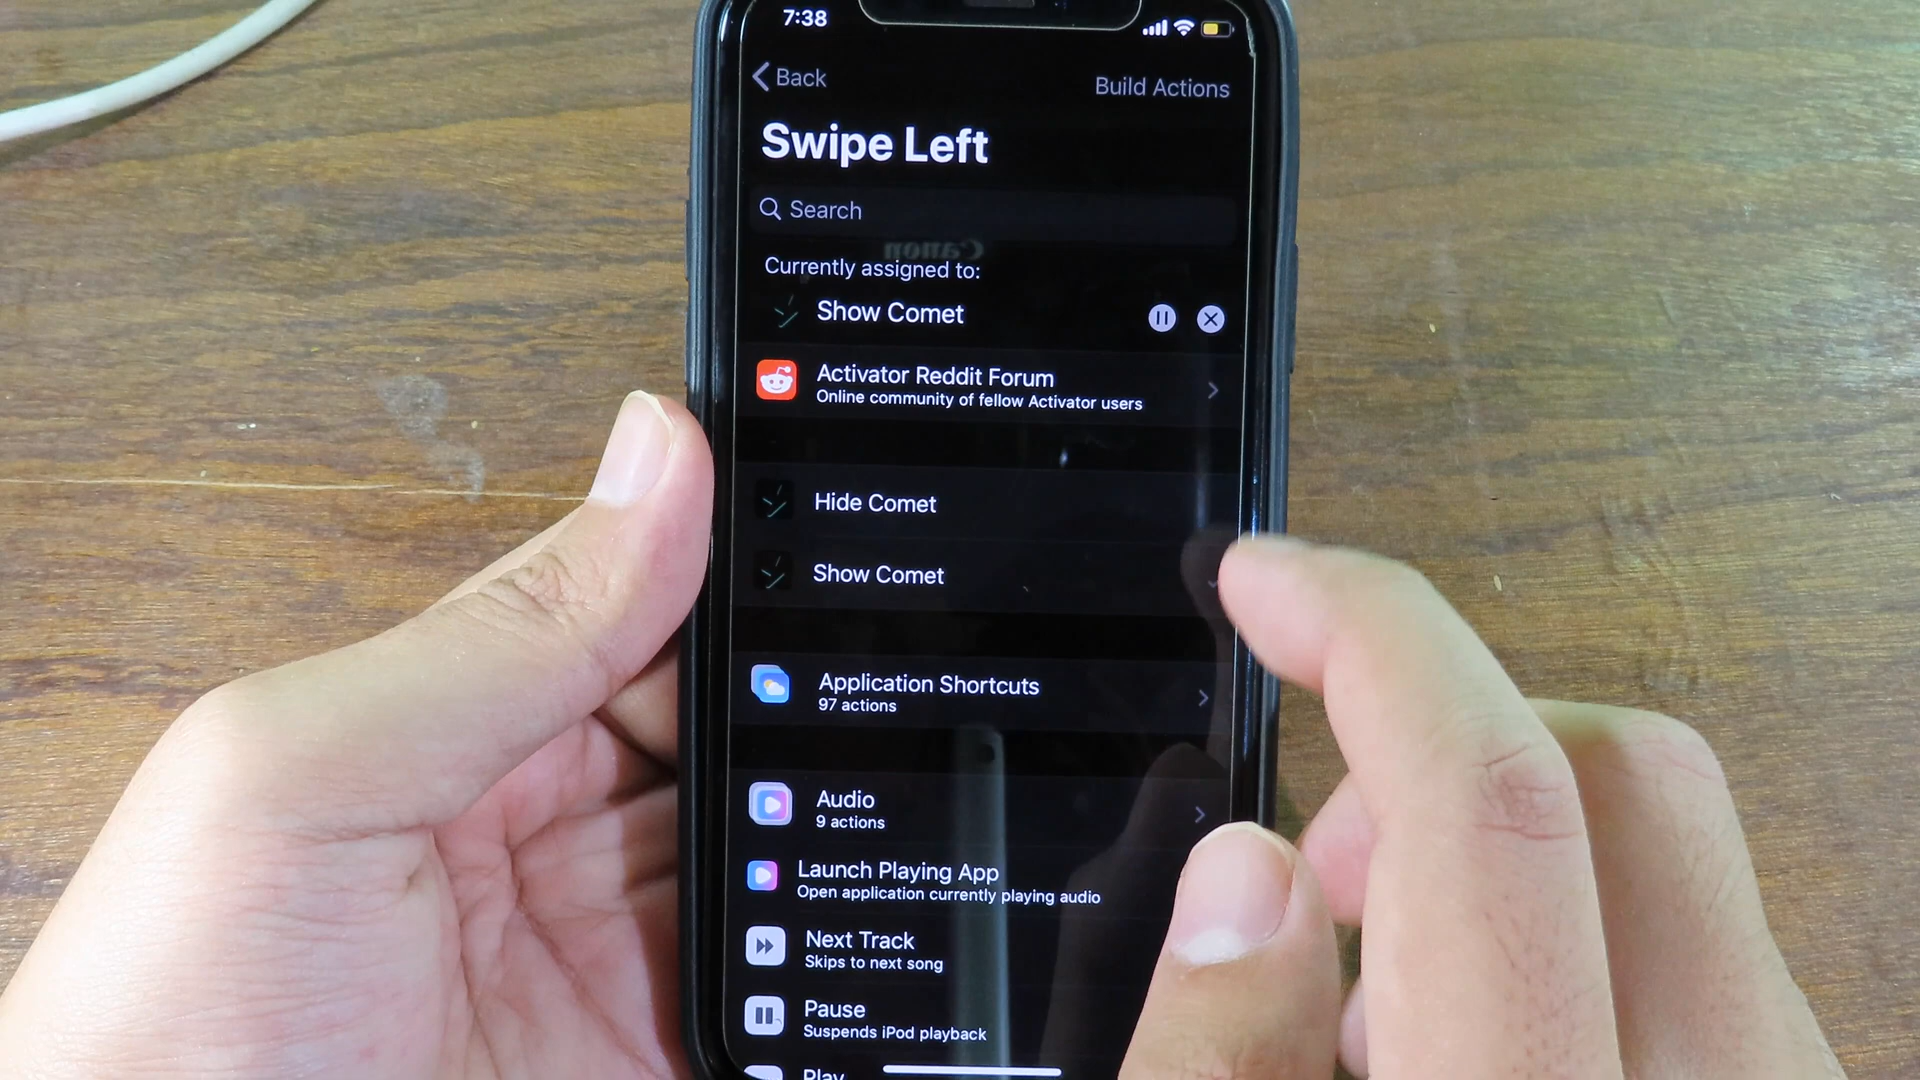 7:38
Back
Build Actions
Swipe Left
Search
Canon
Currently assigned to:
Show Comet
Activator Reddit Forum
Online community of fellow Activator users
Hide Comet
Show Comet
Application Shortcuts
97 actions
Audio
9 actions
Launch Playing App
Open application currently playing audio
Next Track
Skips to next song
Pause
Suspends iPod playback
Play